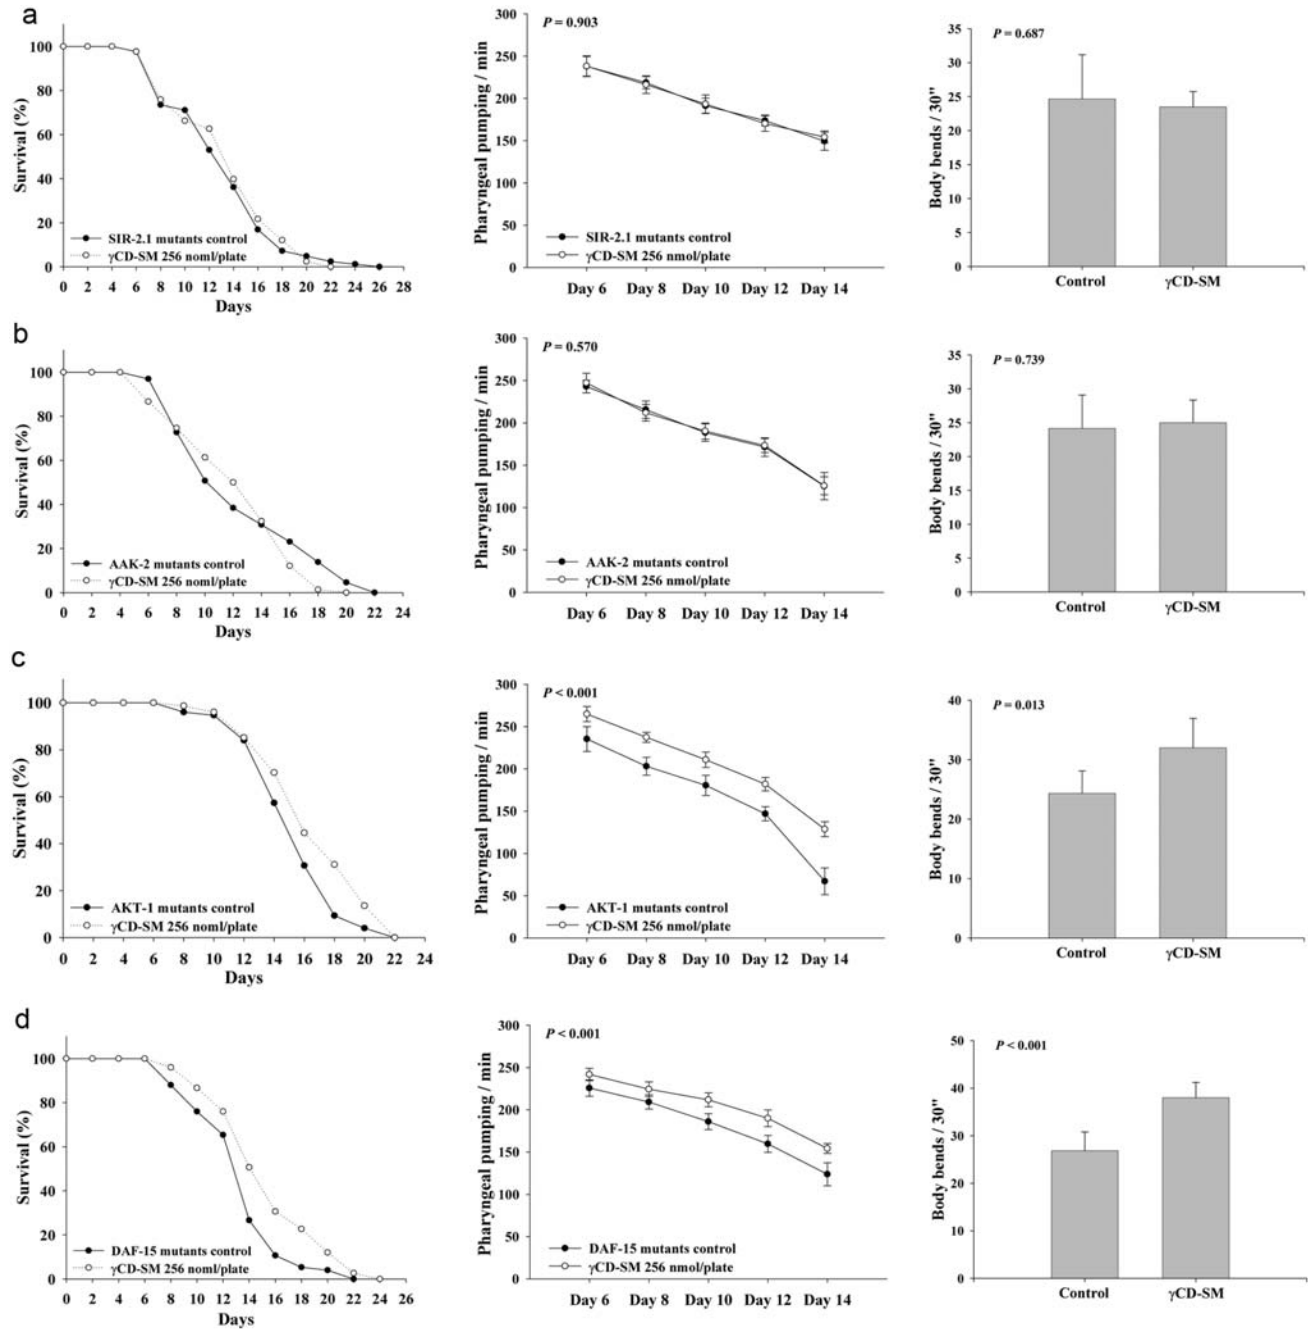 a
Survival (%)
100
80
60
40
20
0
SIR-2.1 mutants control
γCD-SM 256 noml/plate
0 2 4 6 8 10 12 14 16 18 20 22 24 26 28
Days
Pharyngeal pumping / min
300
250
200
150
100
50
0
P = 0.903
SIR-2.1 mutants control
γCD-SM 256 nmol/plate
Day 6 Day 8 Day 10 Day 12 Day 14
Body bends / 30"
35
30
25
20
15
10
5
0
P = 0.687
Control γCD-SM
b
Survival (%)
100
80
60
40
20
0
AAK-2 mutants control
γCD-SM 256 noml/plate
0 2 4 6 8 10 12 14 16 18 20 22 24
Days
Pharyngeal pumping / min
300
250
200
150
100
50
0
P = 0.570
AAK-2 mutants control
γCD-SM 256 nmol/plate
Day 6 Day 8 Day 10 Day 12 Day 14
Body bends / 30"
35
30
25
20
15
10
5
0
P = 0.739
Control γCD-SM
c
Survival (%)
100
80
60
40
20
0
AKT-1 mutants control
γCD-SM 256 noml/plate
0 2 4 6 8 10 12 14 16 18 20 22 24
Days
Pharyngeal pumping / min
300
250
200
150
100
50
0
P < 0.001
AKT-1 mutants control
γCD-SM 256 nmol/plate
Day 6 Day 8 Day 10 Day 12 Day 14
Body bends / 30"
40
30
20
10
0
P = 0.013
Control γCD-SM
d
Survival (%)
100
80
60
40
20
0
DAF-15 mutants control
γCD-SM 256 noml/plate
0 2 4 6 8 10 12 14 16 18 20 22 24 26
Days
Pharyngeal pumping / min
300
250
200
150
100
50
0
P < 0.001
DAF-15 mutants control
γCD-SM 256 nmol/plate
Day 6 Day 8 Day 10 Day 12 Day 14
Body bends / 30"
50
40
30
20
10
0
P < 0.001
Control γCD-SM